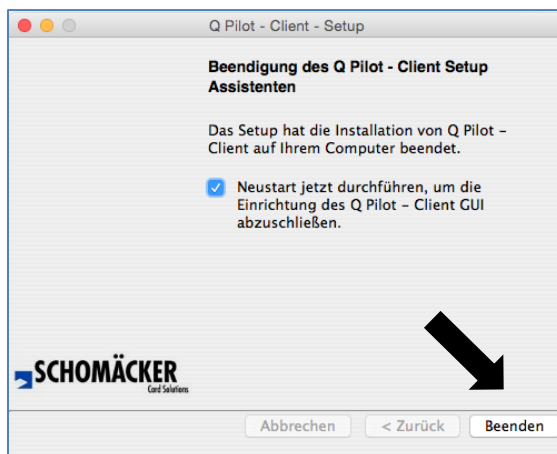 Q Pilot - Client - Setup
Beendigung des Q Pilot - Client Setup
Assistenten
Das Setup hat die Installation von Q Pilot –
Client auf Ihrem Computer beendet.
Neustart jetzt durchführen, um die
Einrichtung des Q Pilot – Client GUI
abzuschließen.
SCHOMÄCKER
Card Solutions
Abbrechen < Zurück Beenden